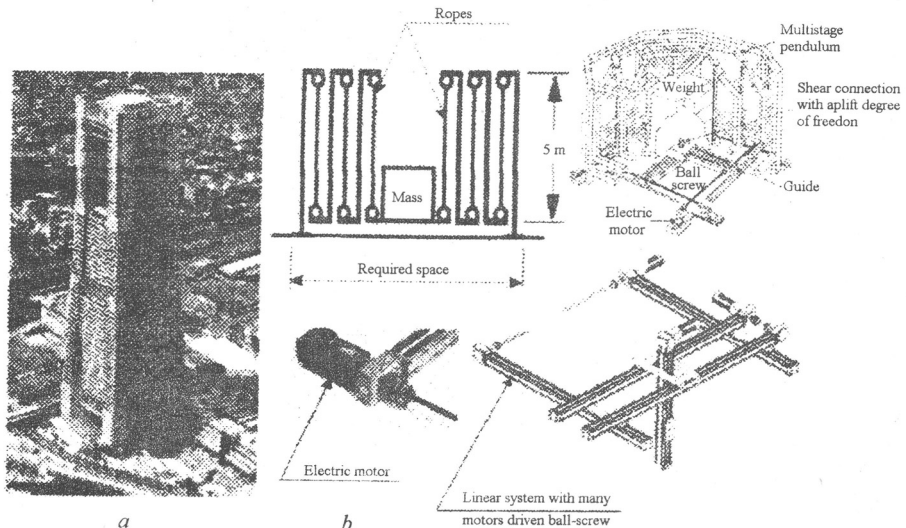 Ropes
Mass
5 m
Required space
Multistage
pendulum
Weight
Shear connection
with aplift degree
of freedon
Ball
screw
Guide
Electric
motor
Electric motor
Linear system with many
motors driven ball-screw
a
b